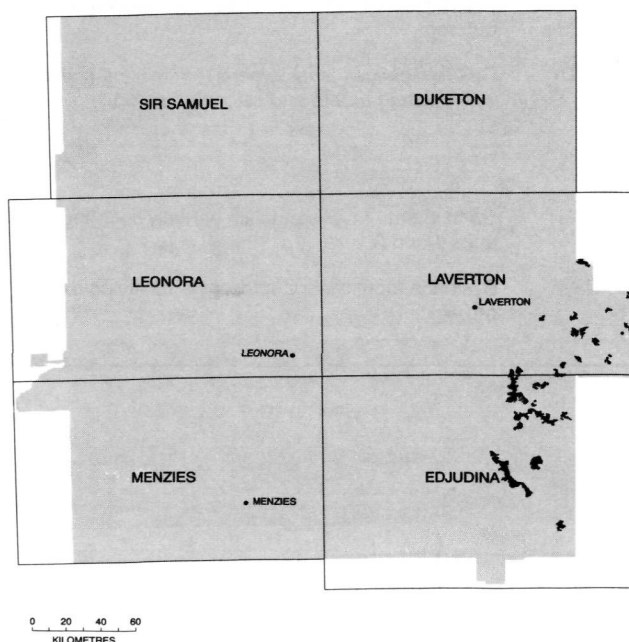 SIR SAMUEL
DUKETON
LEONORA
LAVERTON
LAVERTON
LEONORA
MENZIES
EDJUDINA
MENZIES
0 20 40 60
KILOMETRES